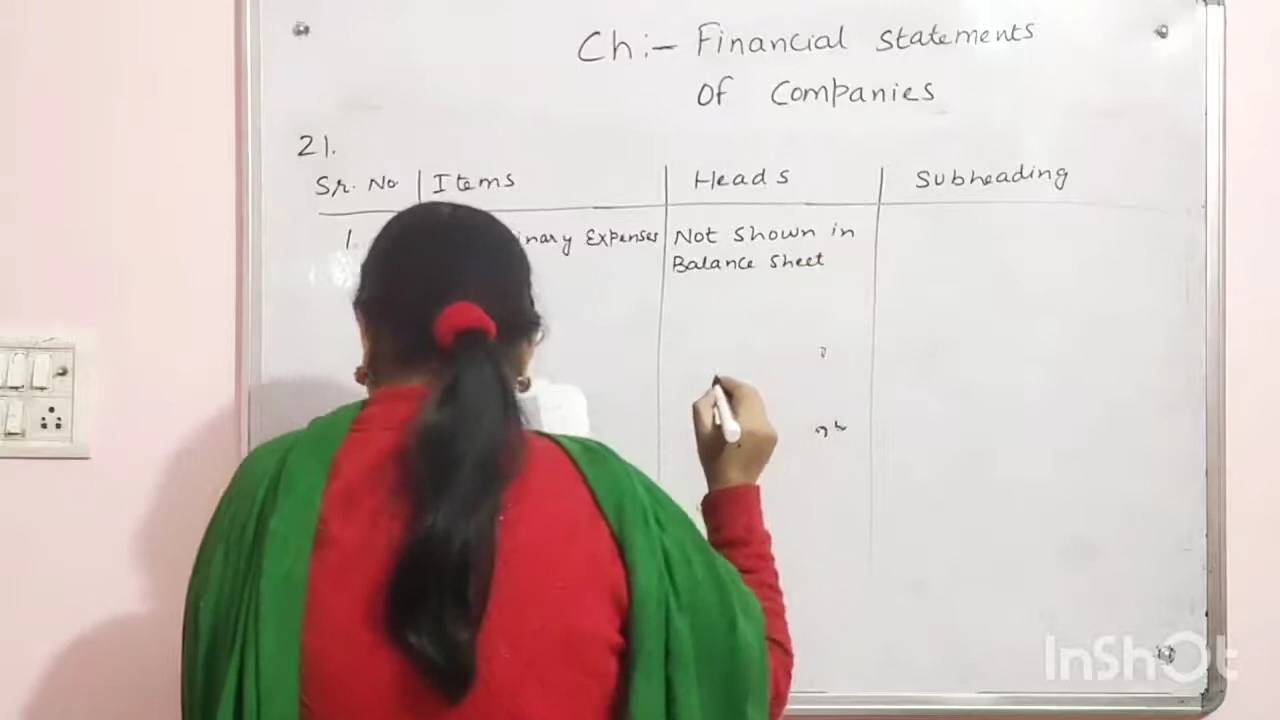 Ch:- Financial Statements
Of Companies
21.
Sr. No Items Heads Subheading
1. Expenses Not Shown in
Balance Sheet
InShOt